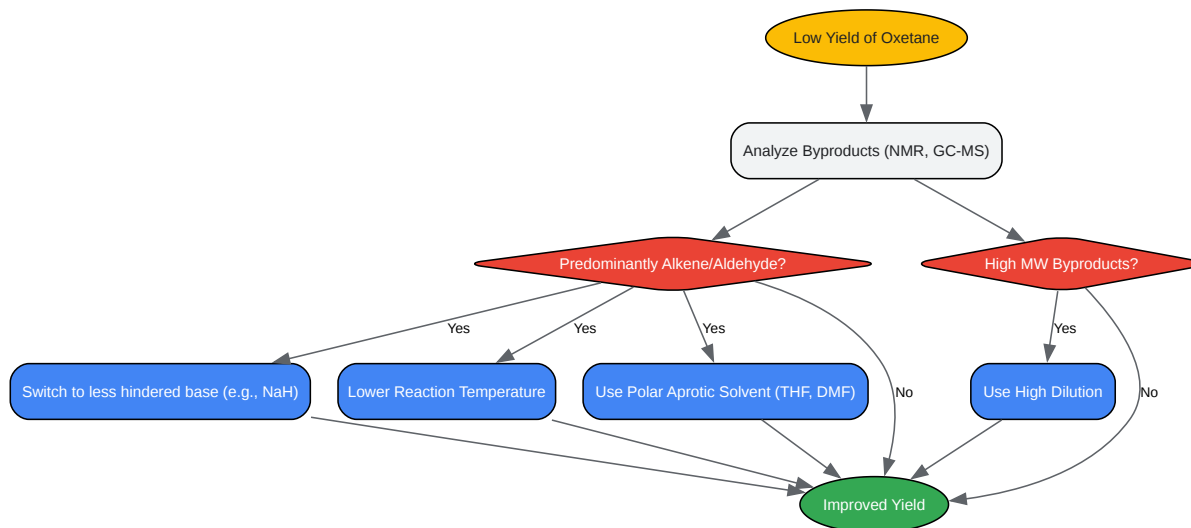 Low Yield of Oxetane
Analyze Byproducts (NMR, GC-MS)
Predominantly Alkene/Aldehyde?
High MW Byproducts?
Yes
Yes
Yes
Yes
Switch to less hindered base (e.g., NaH)
Lower Reaction Temperature
Use Polar Aprotic Solvent (THF, DMF)
No
Use High Dilution
No
Improved Yield